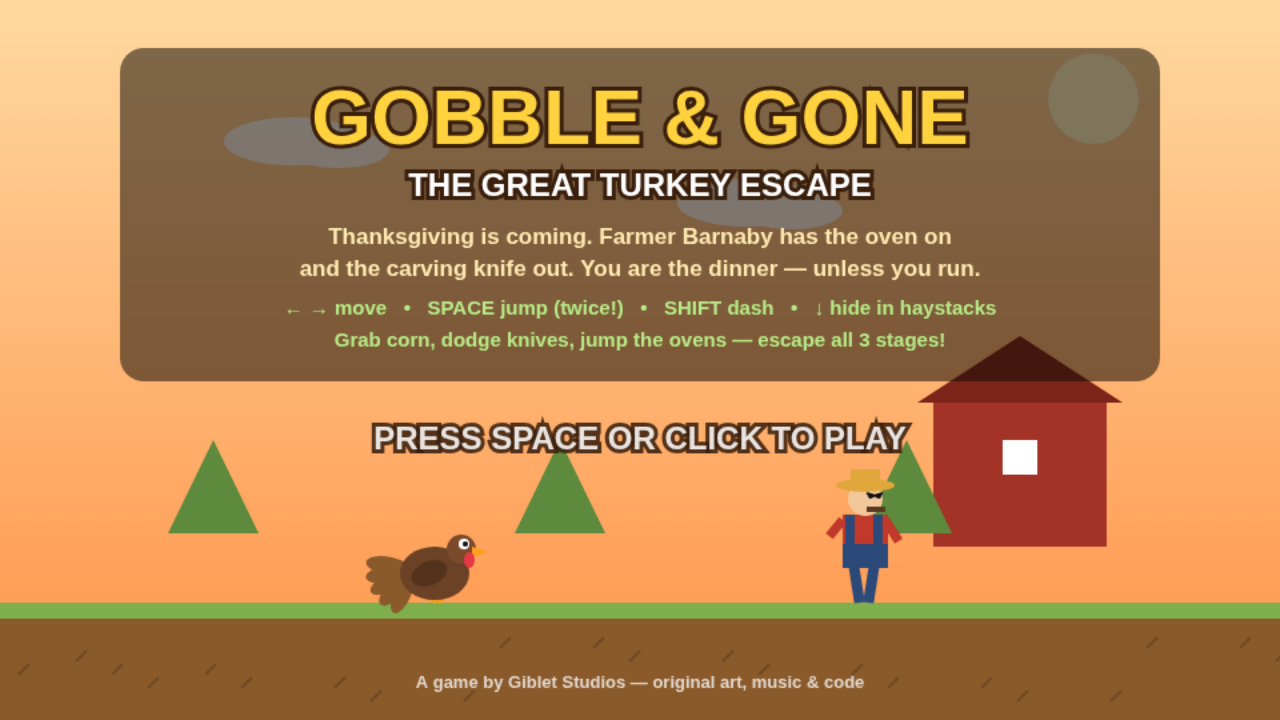 GOBBLE & GONE
THE GREAT TURKEY ESCAPE
Thanksgiving is coming. Farmer Barnaby has the oven on
and the carving knife out. You are the dinner — unless you run.
← → move • SPACE jump (twice!) • SHIFT dash • ↓ hide in haystacks
Grab corn, dodge knives, jump the ovens — escape all 3 stages!
PRESS SPACE OR CLICK TO PLAY
A game by Giblet Studios — original art, music & code